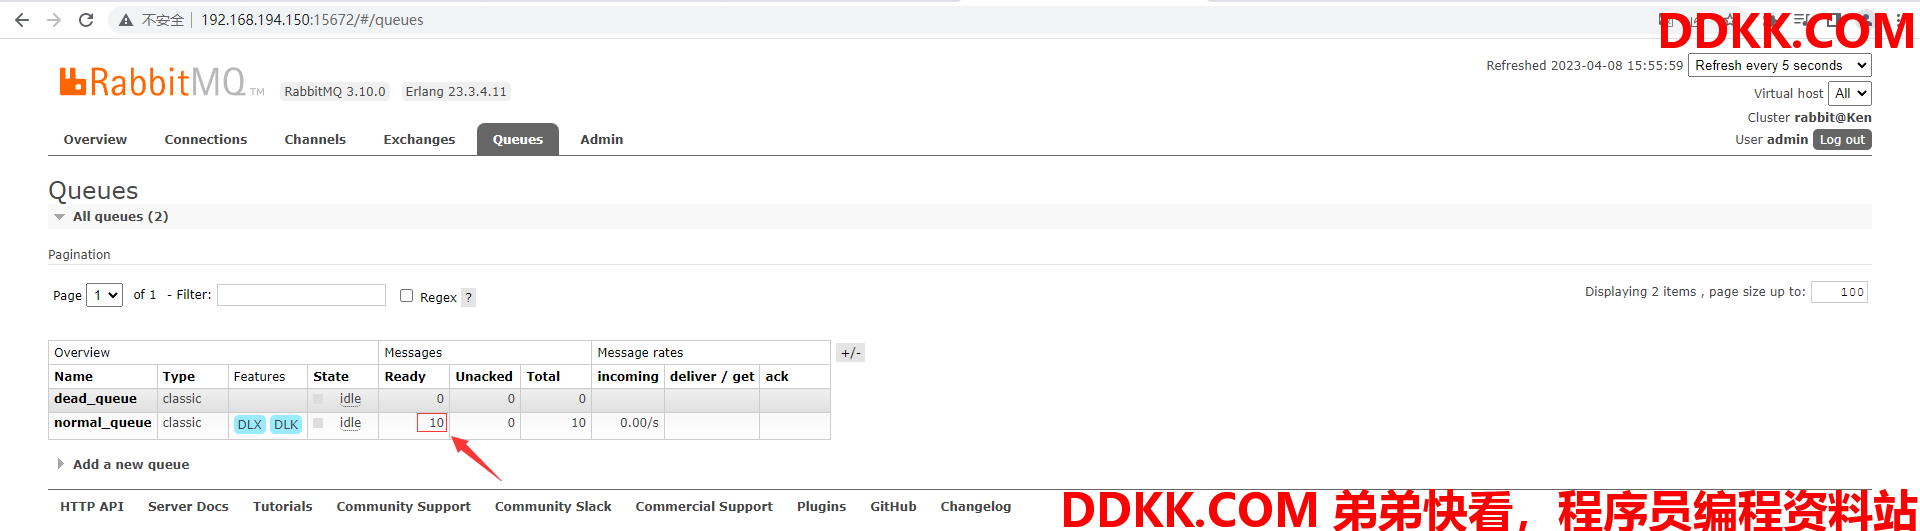 不安全 192.168.194.150:15672/#/queues
DDKK.COM
RabbitMQ TM RabbitMQ 3.10.0 Erlang 23.3.4.11
Refreshed 2023-04-08 15:55:59 Refresh every 5 seconds
Virtual host All
Cluster rabbit@Ken
User admin Log out
Overview Connections Channels Exchanges Queues Admin
Queues
All queues (2)
Pagination
Page 1 of 1 - Filter: Regex ? Displaying 2 items , page size up to: 100
Overview Messages Message rates +/-
Name Type Features State Ready Unacked Total incoming deliver / get ack
dead_queue classic idle 0 0 0
normal_queue classic DLX DLK idle 10 0 10 0.00/s
Add a new queue
HTTP API Server Docs Tutorials Community Support Community Slack Commercial Support Plugins GitHub Changelog
DDKK.COM 弟弟快看，程序员编程资料站